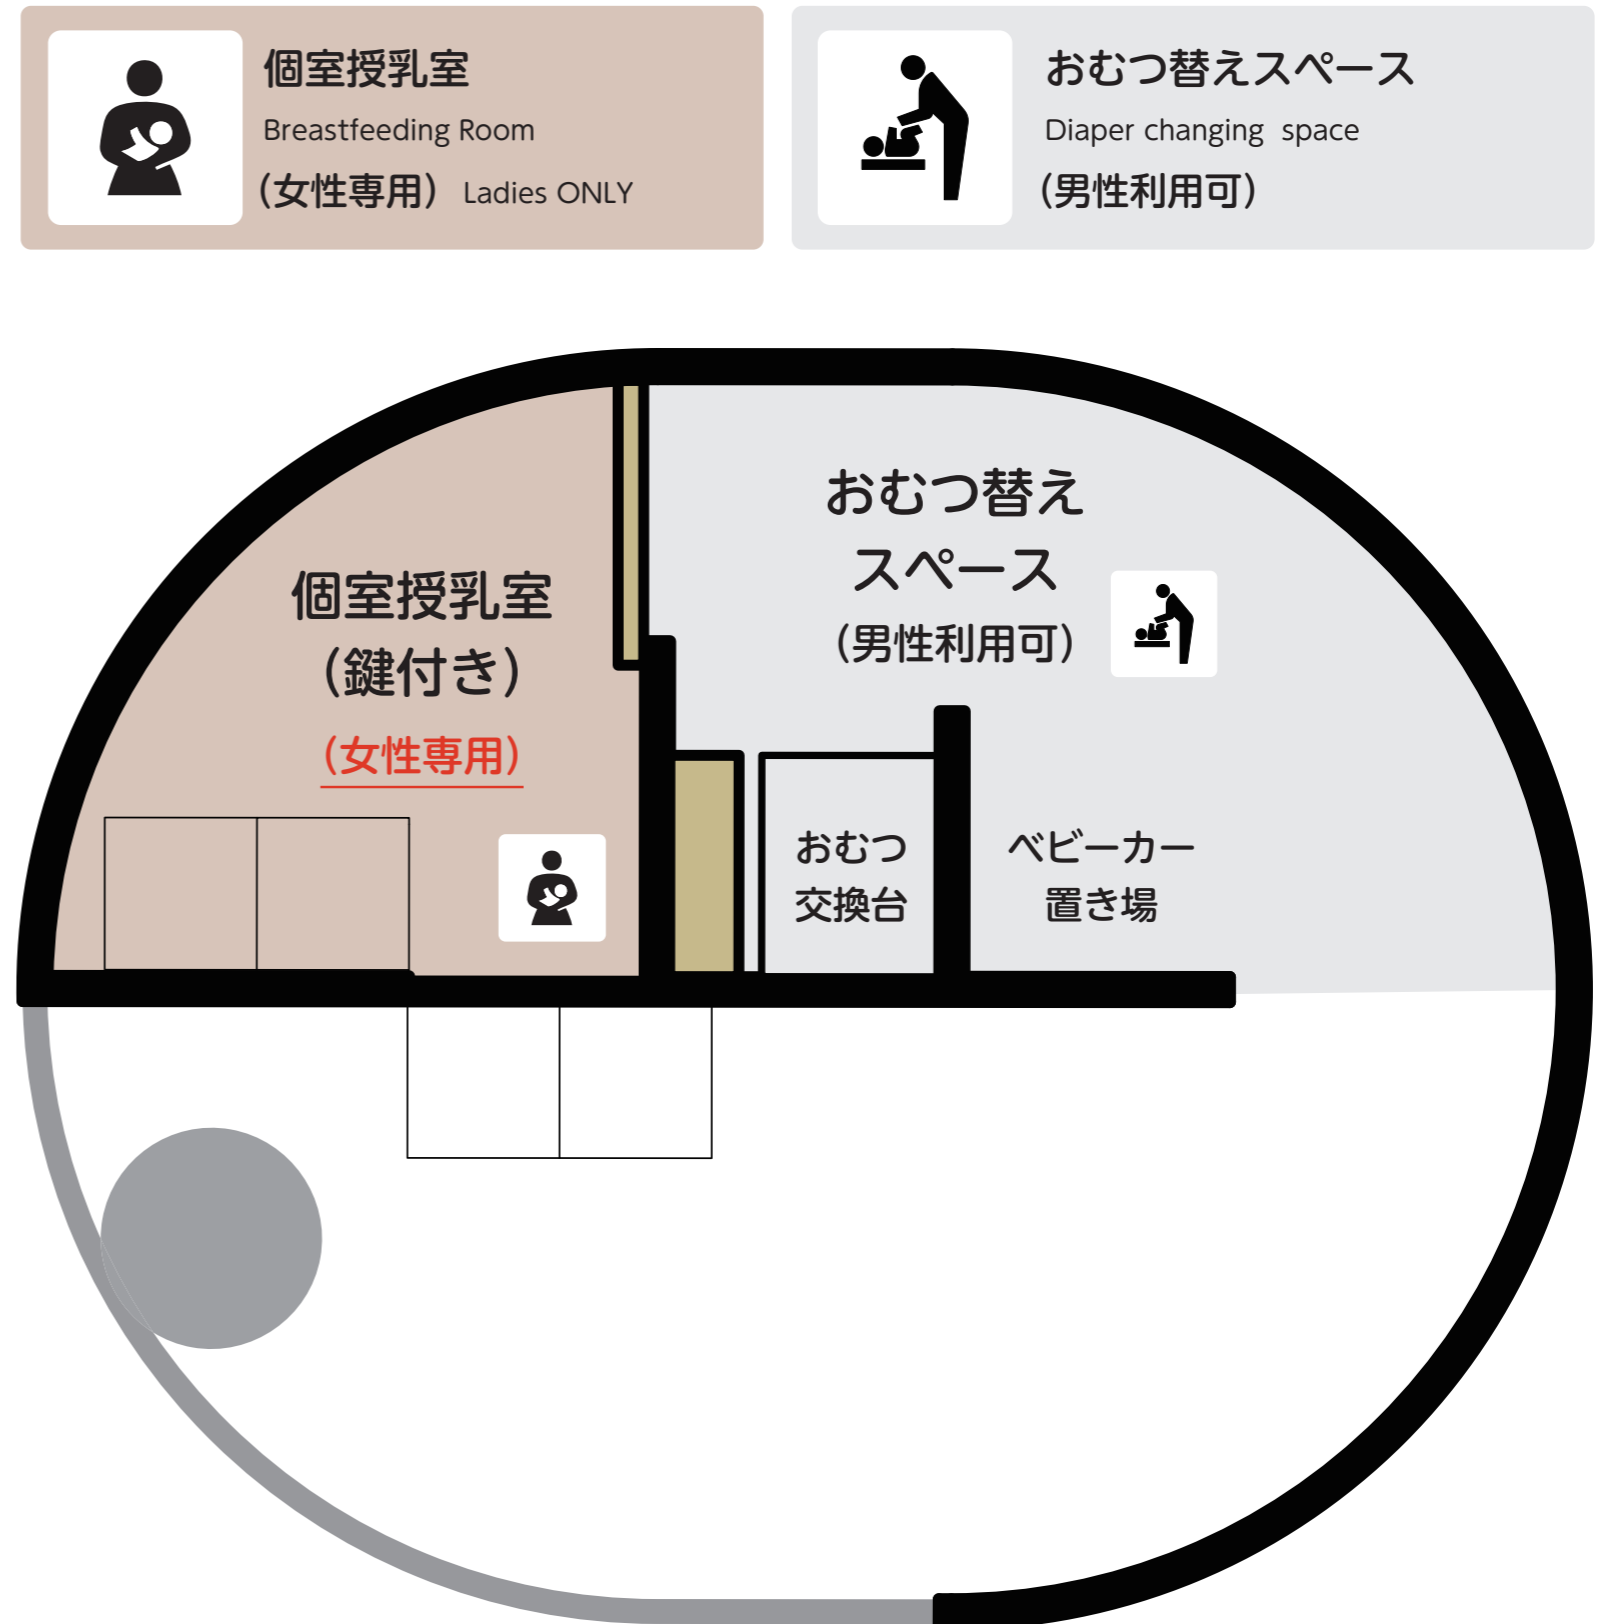 個室授乳室
Breastfeeding Room
(女性専用) Ladies ONLY
おむつ替えスペース
Diaper changing space
(男性利用可)
個室授乳室
(鍵付き)
(女性専用)
おむつ替え
スペース
(男性利用可)
おむつ
交換台
ベビーカー
置き場